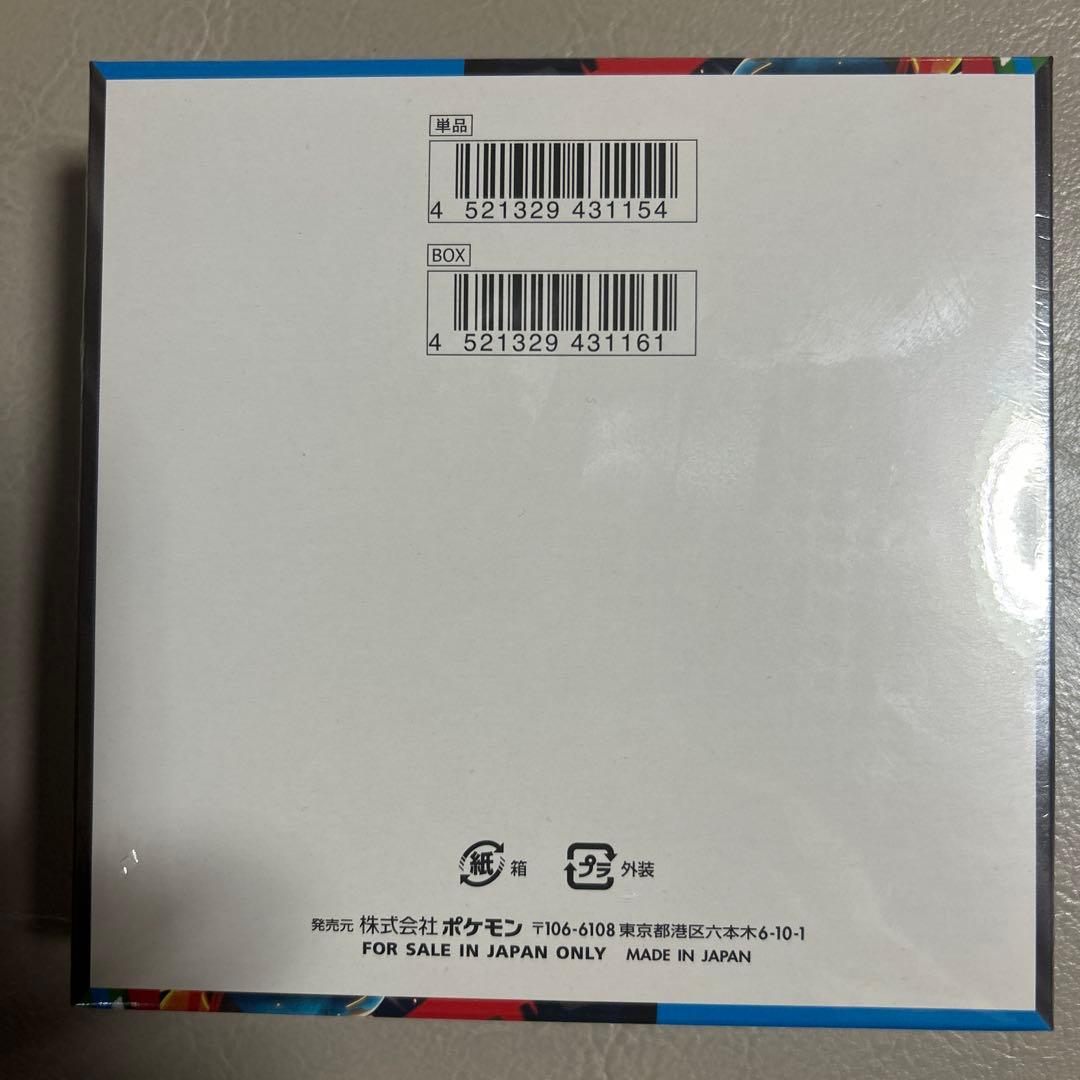 単品
4 521329 431154
BOX
4 521329 431161
紙 箱 プラ 外装
発売元 株式会社 ポケモン 〒106-6108 東京都港区六本木6-10-1
FOR SALE IN JAPAN ONLY MADE IN JAPAN